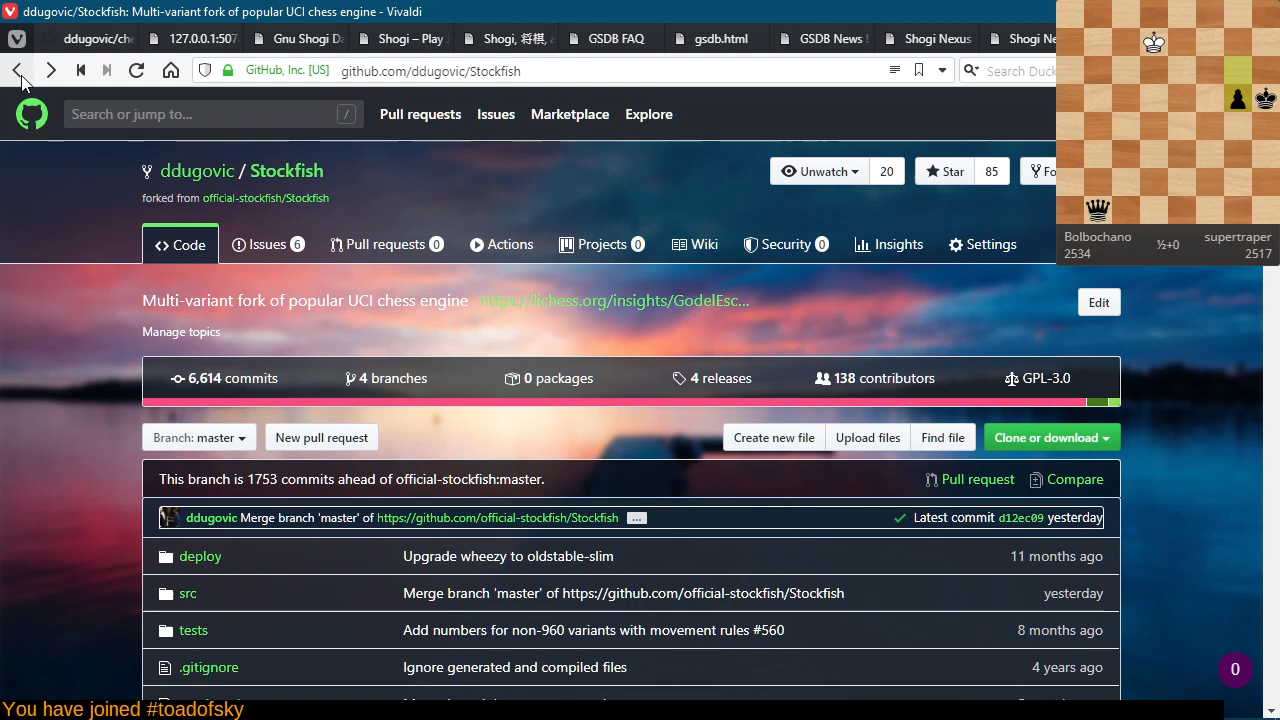 ddugovic/Stockfish: Multi-variant fork of popular UCI chess engine - Vivaldi
ddugovic/che 127.0.0.1:507 Gnu Shogi D Shogi – Play Shogi, 将棋, GSDB FAQ gsdb.html GSDB News Shogi Nexus Shogi Ne
GitHub, Inc. [US] github.com/ddugovic/Stockfish Search Duck
Search or jump to... / Pull requests Issues Marketplace Explore
ddugovic / Stockfish Unwatch 20 Star 85 Fo
forked from official-stockfish/Stockfish
Bolbochano ½+0 supertraper
2534 2517
Code Issues 6 Pull requests 0 Actions Projects 0 Wiki Security 0 Insights Settings
Multi-variant fork of popular UCI chess engine https://lichess.org/insights/GodelEsc... Edit
Manage topics
6,614 commits 4 branches 0 packages 4 releases 138 contributors GPL-3.0
Branch: master New pull request Create new file Upload files Find file Clone or download
This branch is 1753 commits ahead of official-stockfish:master. Pull request Compare
ddugovic Merge branch 'master' of https://github.com/official-stockfish/Stockfish ... Latest commit d12ec09 yesterday
deploy Upgrade wheezy to oldstable-slim 11 months ago
src Merge branch 'master' of https://github.com/official-stockfish/Stockfish yesterday
tests Add numbers for non-960 variants with movement rules #560 8 months ago
.gitignore Ignore generated and compiled files 4 years ago
0
You have joined #toadofsky